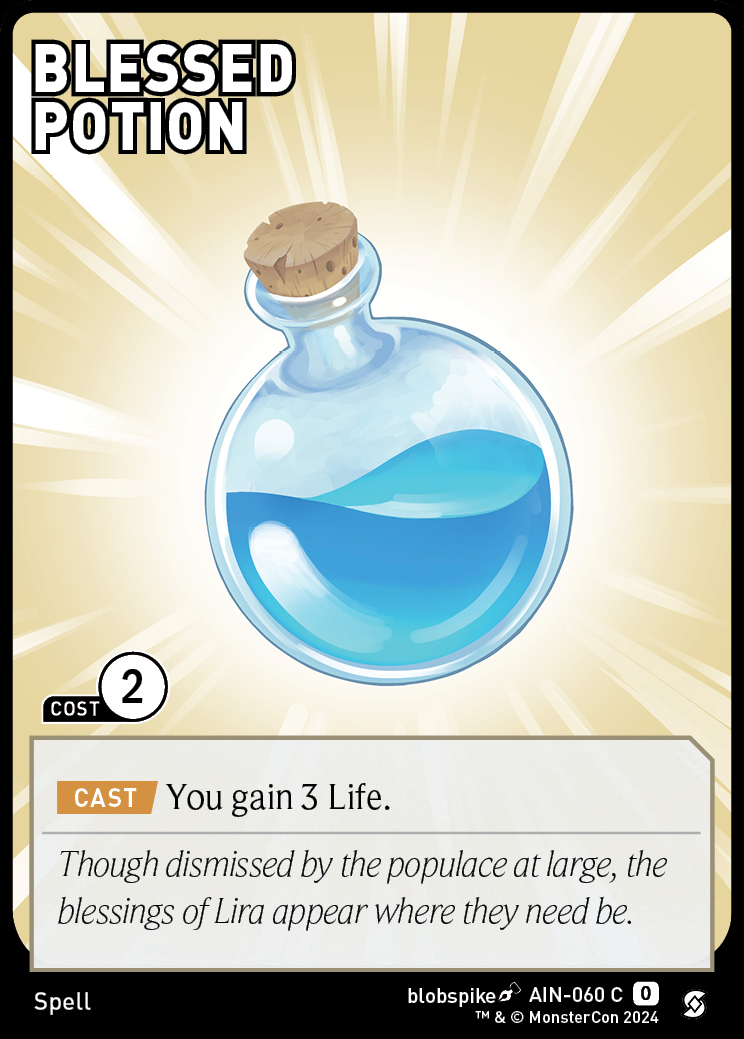 BLESSED
POTION
COST 2
CAST You gain 3 Life.
Though dismissed by the populace at large, the
blessings of Lira appear where they need be.
Spell
blobspike AIN-060 C 0
™ & © MonsterCon 2024